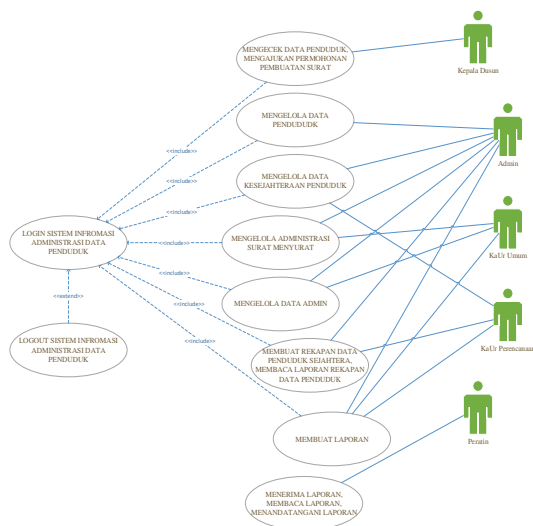 MENGECEK DATA PENDUDUK,
MENGAJUKAN PERMOHONAN
PEMBUATAN SURAT
Kepala Dusun
MENGELOLA DATA
PENDUDUDK
Admin
<<include>>
<<include>>
MENGELOLA DATA
KESEJAHTERAAN PENDUDUK
<<include>>
LOGIN SISTEM INFROMASI
ADMINISTRASI DATA
PENDUDUK
<<include>>
MENGELOLA ADMINISTRASI
SURAT MENYURAT
KaUr Umum
<<include>>
<<extend>>
<<include>>
MENGELOLA DATA ADMIN
LOGOUT SISTEM INFROMASI
ADMINISTRASI DATA
PENDUDUK
<<include>>
MEMBUAT REKAPAN DATA
PENDUDUK SEJAHTERA,
MEMBACA LAPORAN REKAPAN
DATA PENDUDUK
KaUr Perencanaan
MEMBUAT LAPORAN
Peratin
MENERIMA LAPORAN,
MEMBACA LAPORAN,
MENANDATANGANI LAPORAN